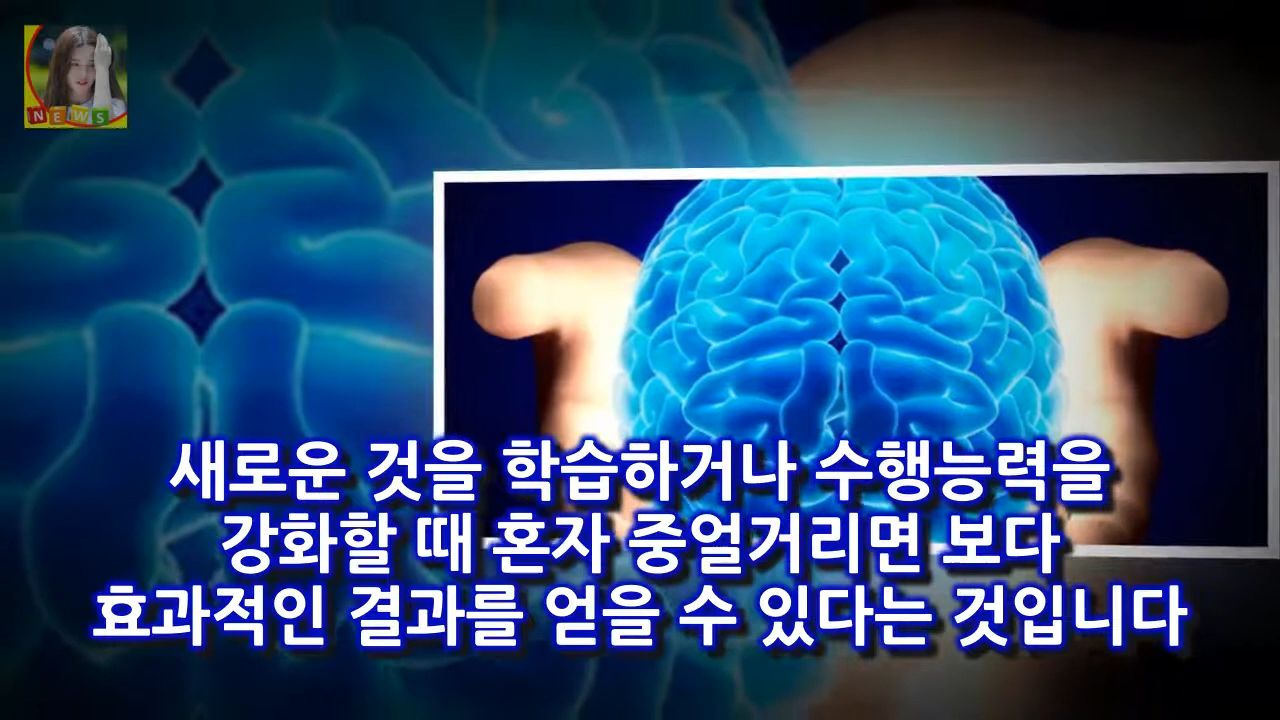 NEWS
새로운 것을 학습하거나 수행능력을
강화할 때 혼자 중얼거리면 보다
효과적인 결과를 얻을 수 있다는 것입니다